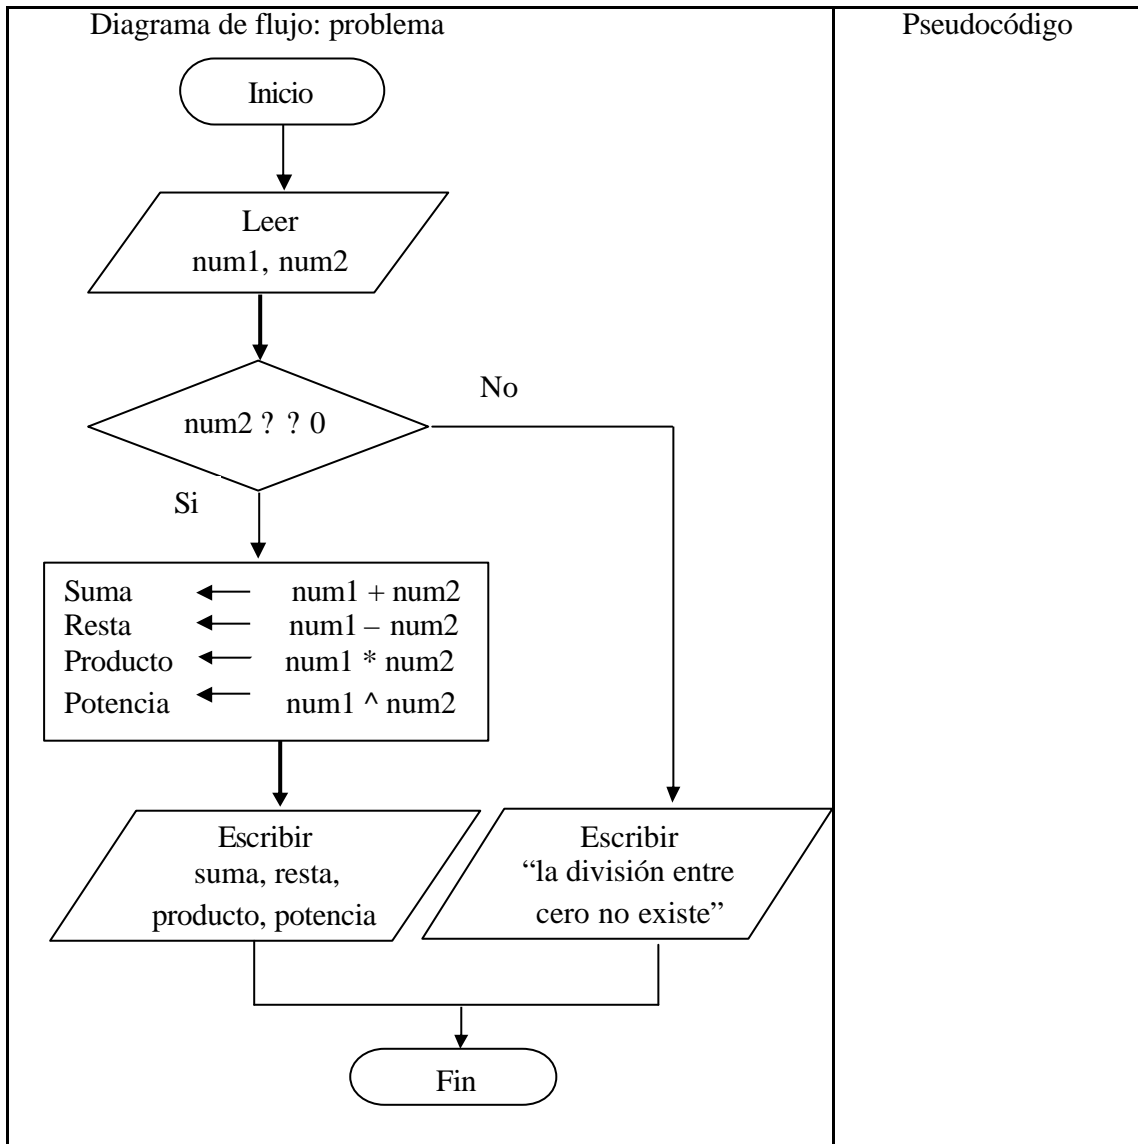 Diagrama de flujo: problema
Pseudocódigo
Inicio
Leer
num1, num2
num2 ? ? 0
No
Si
Suma ← num1 + num2
Resta ← num1 – num2
Producto ← num1 * num2
Potencia ← num1 ^ num2
Escribir
suma, resta,
producto, potencia
Escribir
“la división entre
cero no existe”
Fin